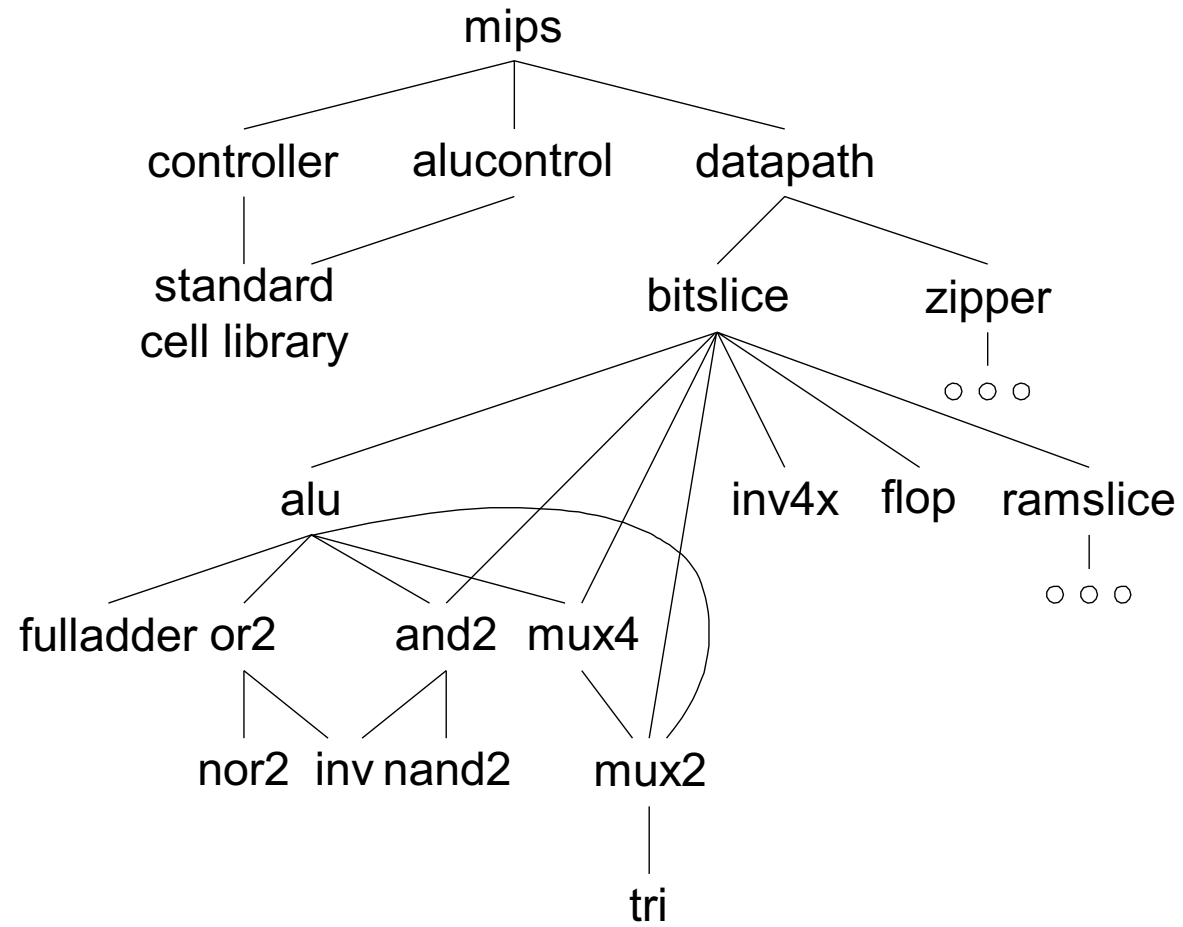 mips
controller alucontrol datapath
standard
cell library
bitslice zipper
alu inv4x flop ramslice
fulladder or2 and2 mux4
nor2 inv nand2 mux2
tri